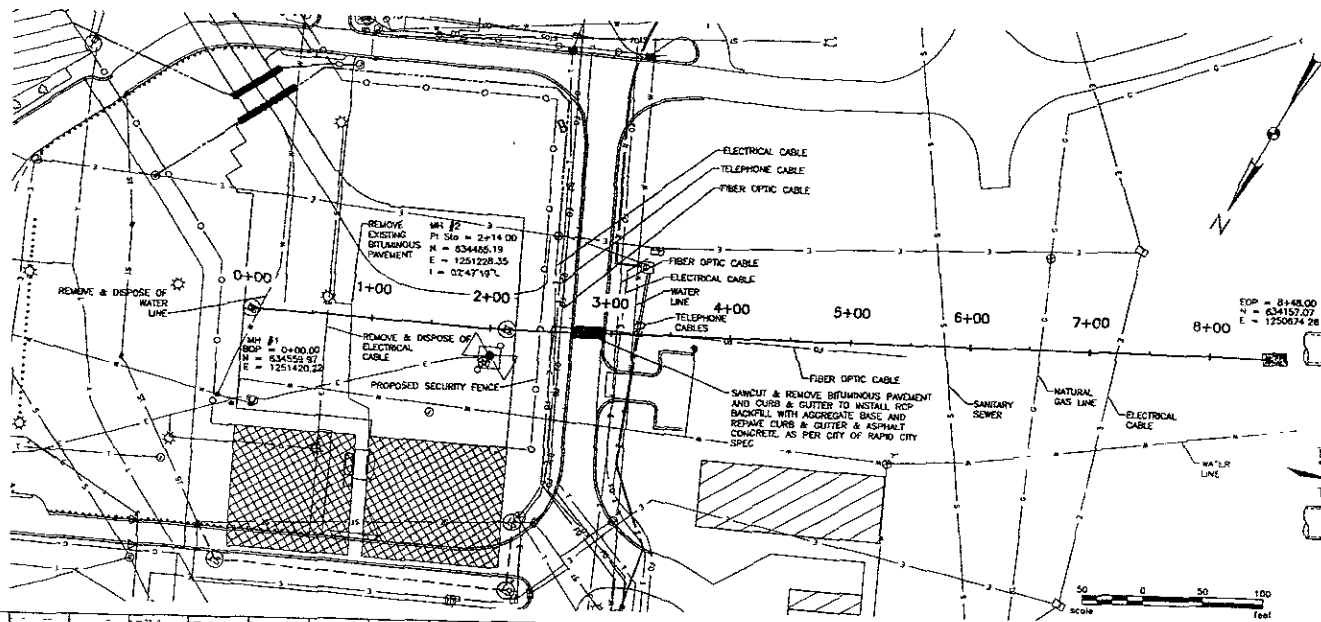 ELECTRICAL CABLE
TELEPHONE CABLE
FIBER OPTIC CABLE
N
REMOVE
EXISTING
BITUMINOUS
PAVEMENT
MH #2
PI Sta = 2+14.00
N = 634485.19
E = 1251228.35
0+00
1+00
2+00
3+00
4+00
5+00
6+00
7+00
8+00
REMOVE & DISPOSE OF
WATER
LINE
FIBER OPTIC CABLE
ELECTRICAL CABLE
WATER
LINE
TELEPHONE
CABLES
EOP = 8+48.00
N = 634157.07
E = 1250674.28
MH #1
BOP = 0+00.00
N = 634559.97
E = 1251420.22
REMOVE & DISPOSE OF
ELECTRICAL
CABLE
PROPOSED SECURITY FENCE
FIBER OPTIC CABLE
SAWCUT & REMOVE BITUMINOUS PAVEMENT
AND CURB & GUTTER TO INSTALL RCP
BACKFILL WITH AGGREGATE BASE AND
REPAVE CURB & GUTTER & ASPHALT
CONCRETE AS PER CITY OF RAPID CITY
SPEC
SANITARY
SEWER
NATURAL
GAS LINE
ELECTRICAL
CABLE
WATER
LINE
50 0 50 100
scale feet